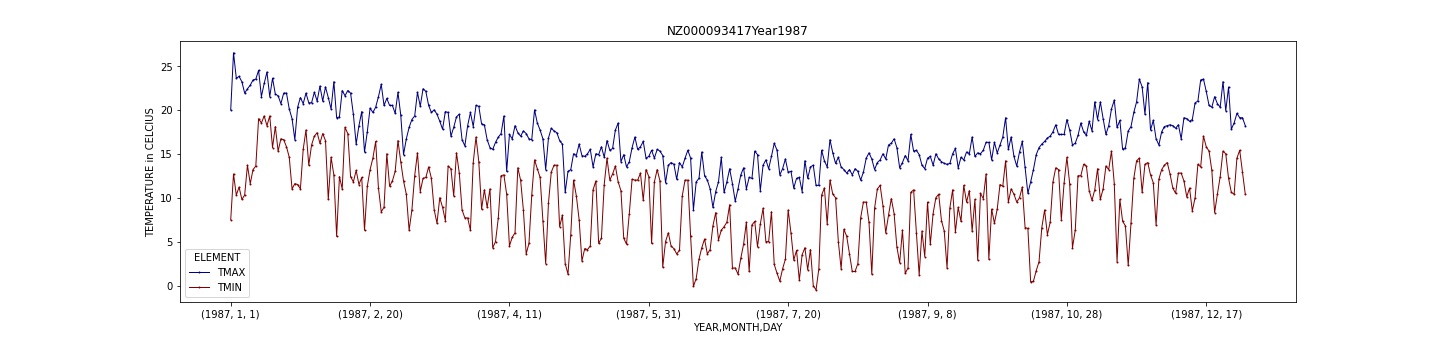 NZ000093417Year1987
TEMPERATURE in CELCIUS
25
20
15
10
5
0
ELEMENT
TMAX
TMIN
(1987, 1, 1) (1987, 2, 20) (1987, 4, 11) (1987, 5, 31) (1987, 7, 20) (1987, 9, 8) (1987, 10, 28) (1987, 12, 17)
YEAR,MONTH,DAY